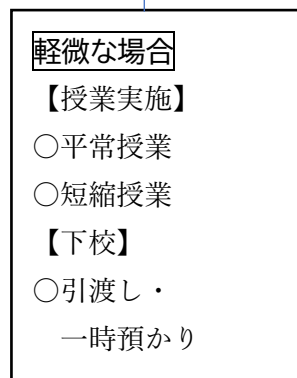 軽微な場合
【授業実施】
○平常授業
○短縮授業
【下校】
○引渡し・
一時預かり